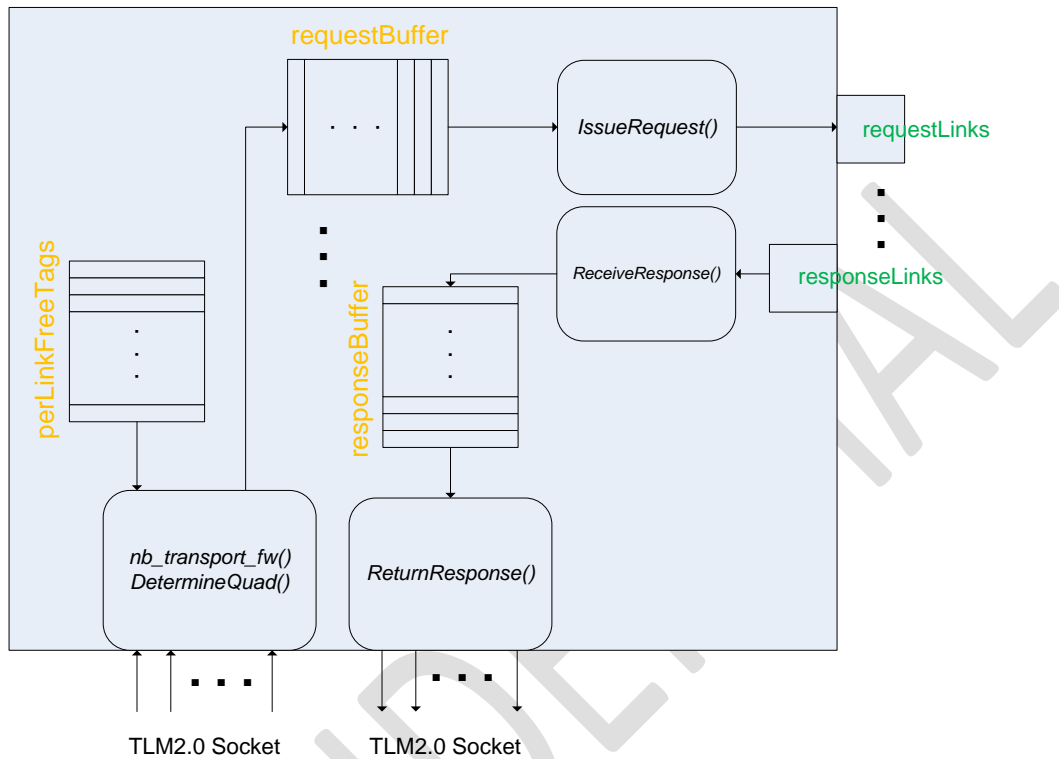 requestBuffer
IssueRequest()
requestLinks
ReceiveResponse()
responseLinks
perLinkFreeTags
responseBuffer
nb_transport_fw()
DetermineQuad()
ReturnResponse()
TLM2.0 Socket
TLM2.0 Socket